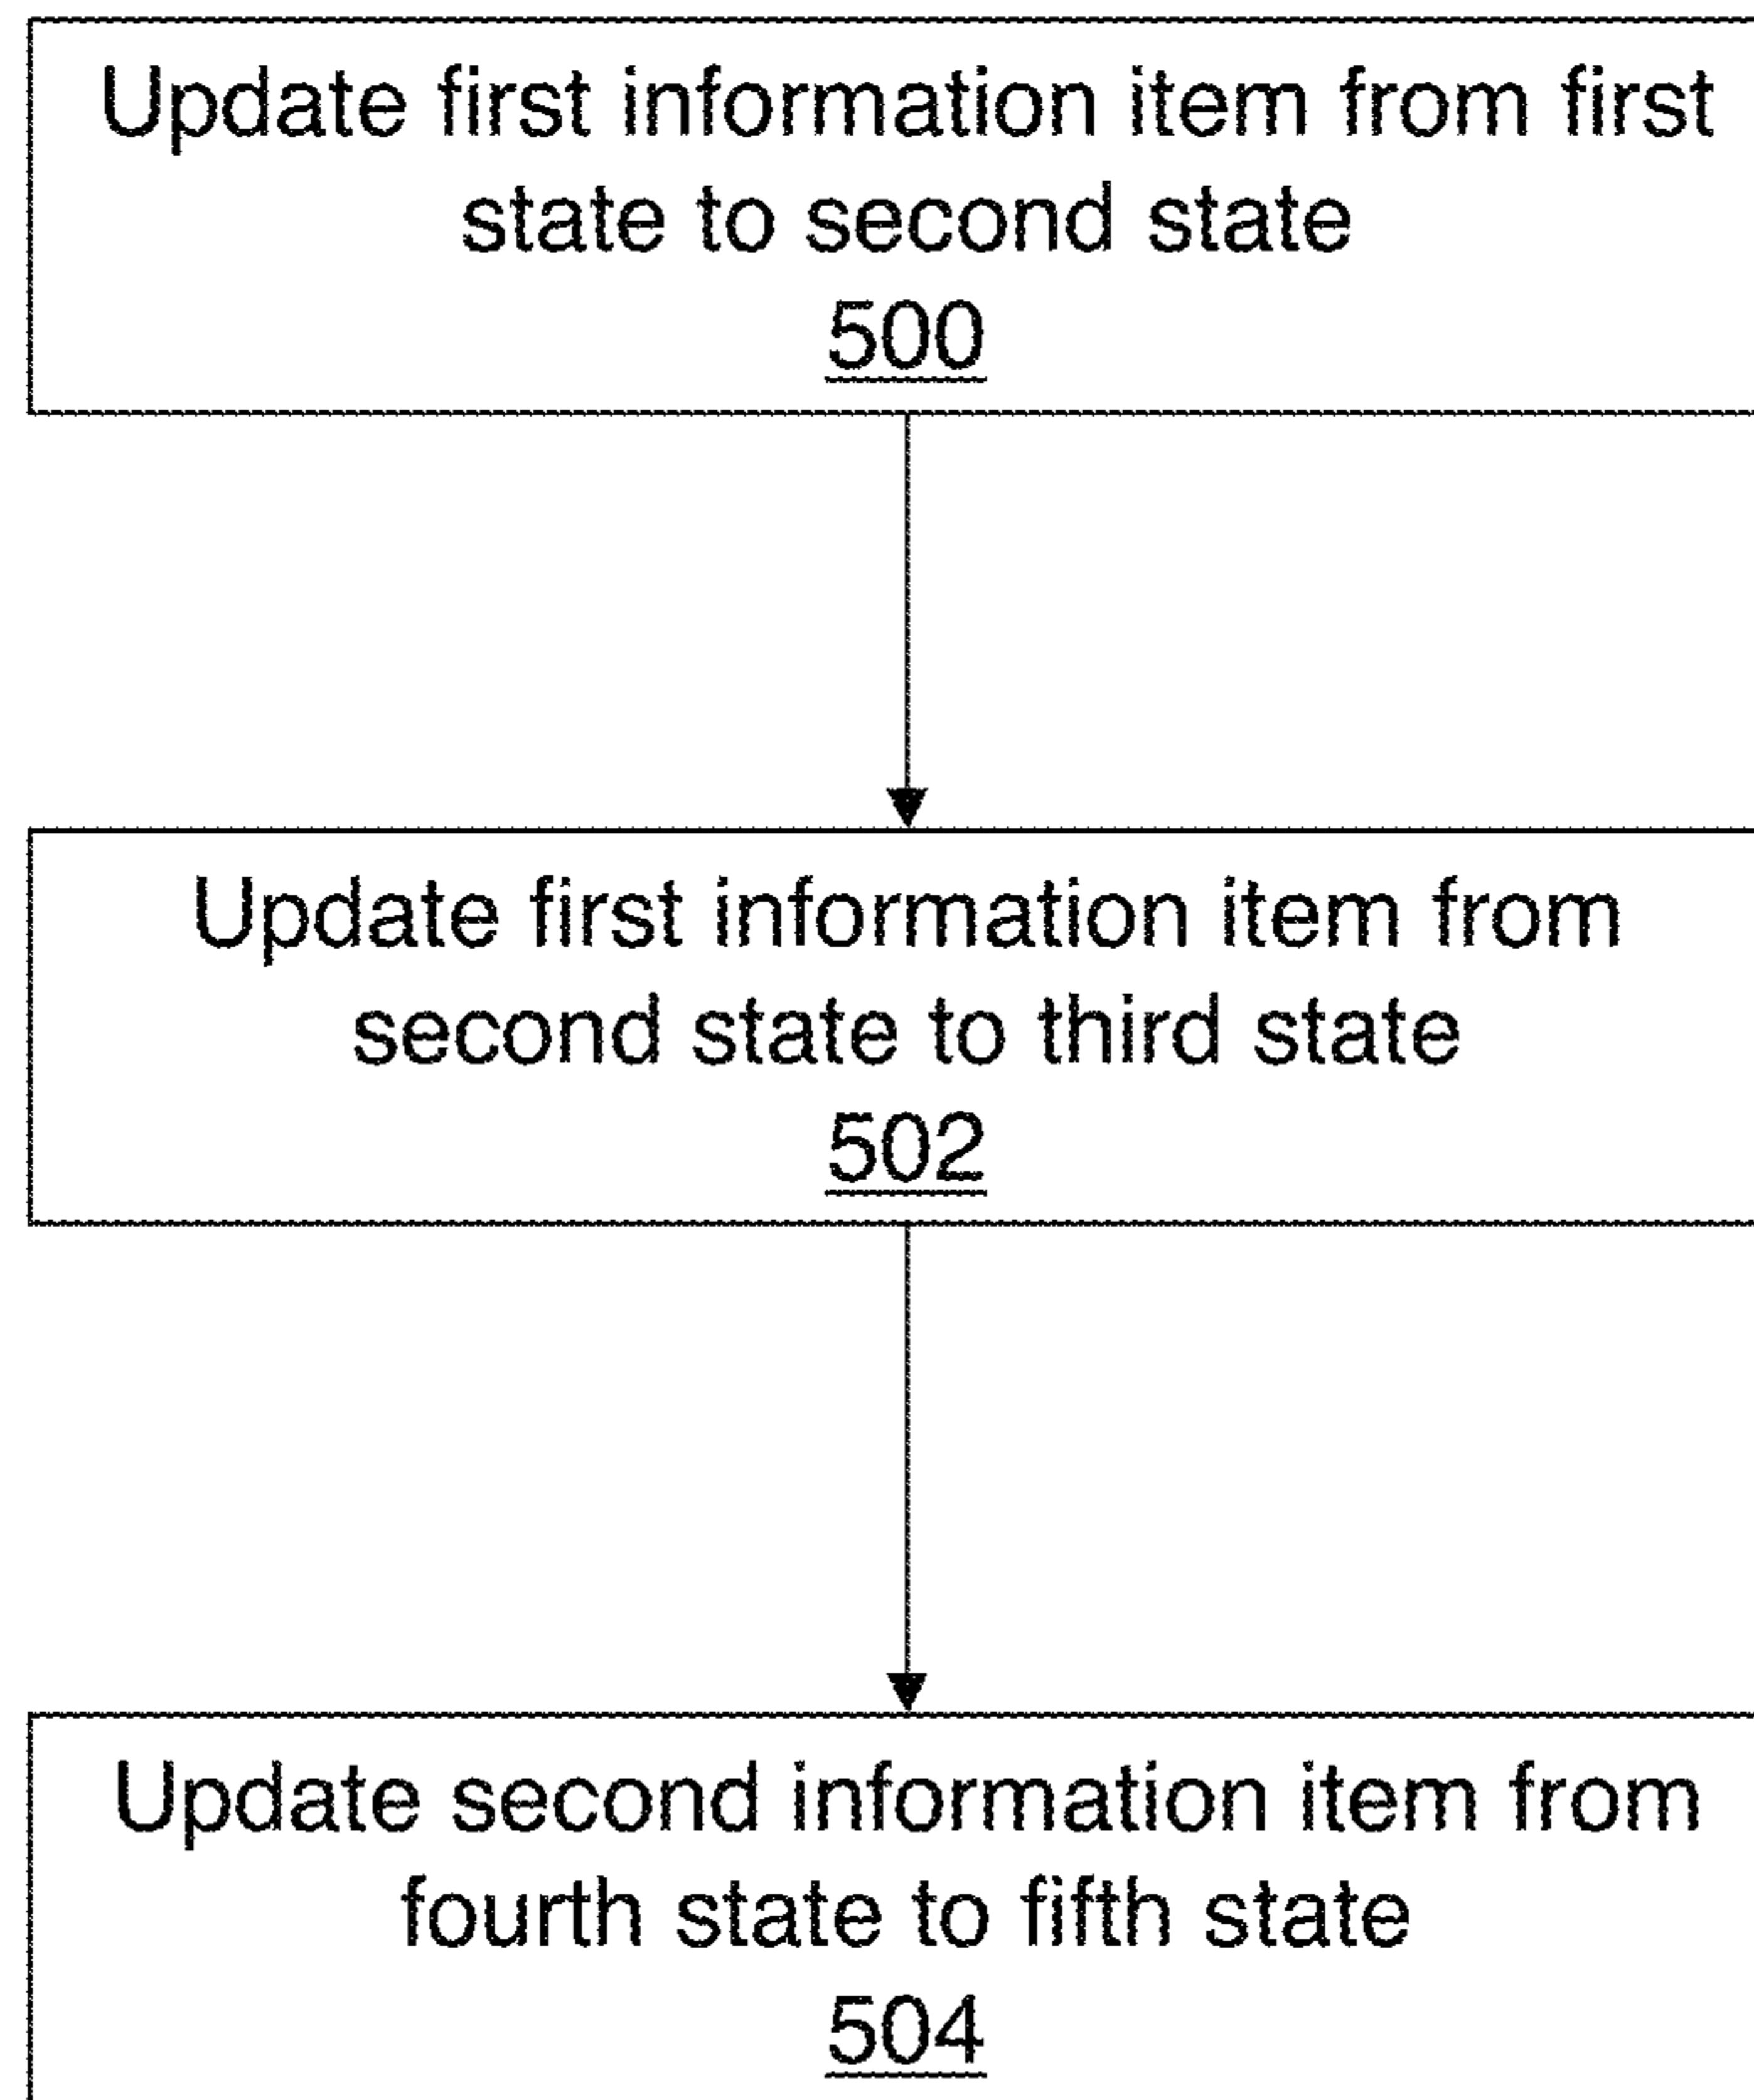 Update first information item from first
state to second state
500
Update first information item from
second state to third state
502
Update second information item from
fourth state to fifth state
504